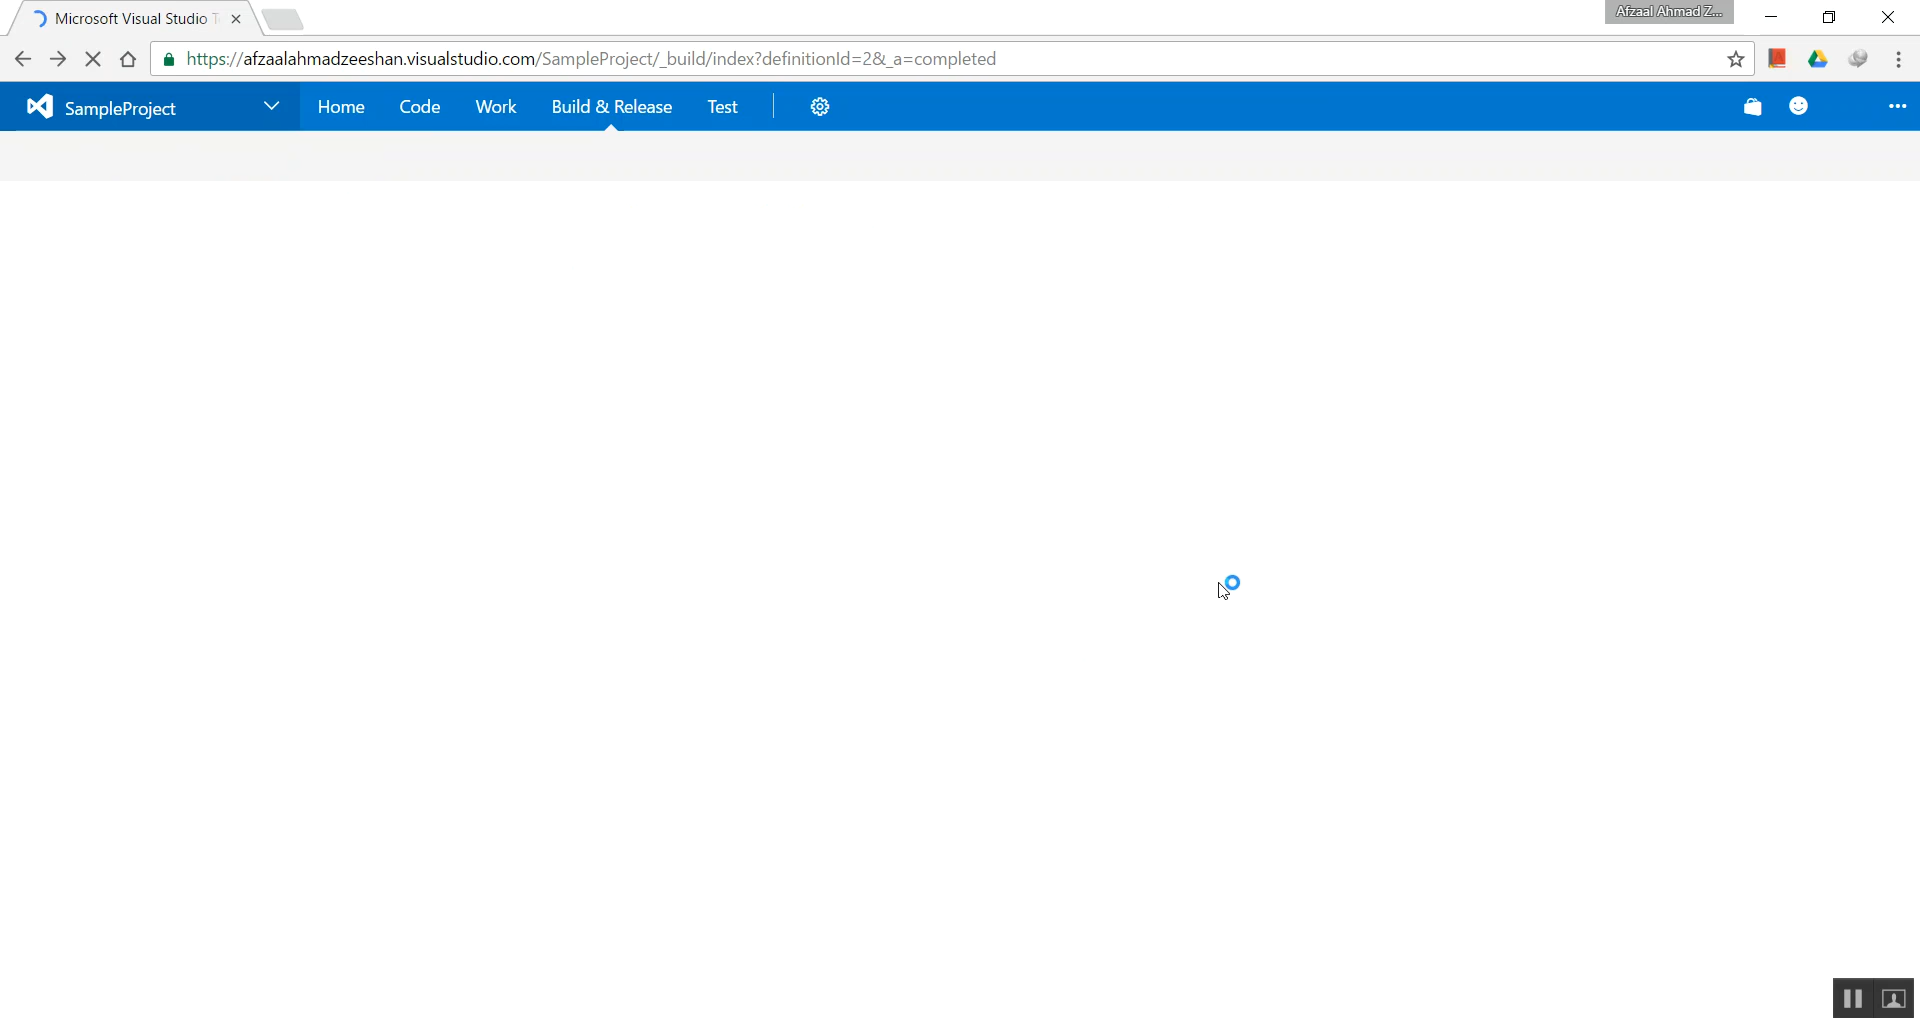 Microsoft Visual Studio
Afzaal Ahmad Z...
https://afzaalahmadzeeshan.visualstudio.com/SampleProject/_build/index?definitionId=2&_a=completed
SampleProject
Home
Code
Work
Build & Release
Test